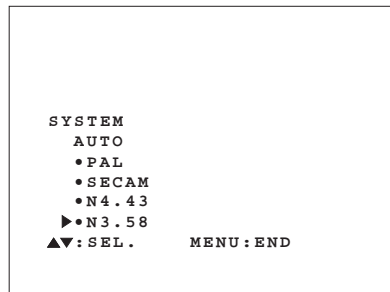 SYSTEM
AUTO
•PAL
•SECAM
•N4.43
▶•N3.58
▲▼:SEL. MENU:END